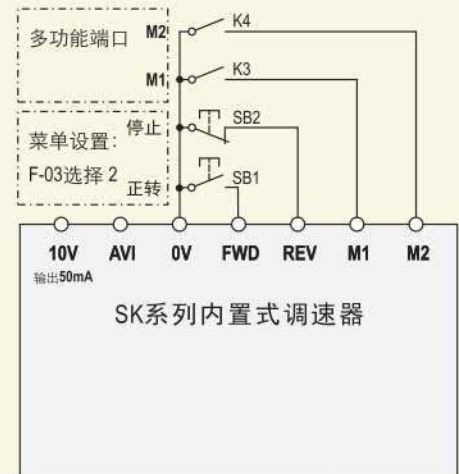 多功能端口
M2
K4
M1
K3
菜单设置:
停止
SB2
F-03选择 2
正转
SB1
10V AVI 0V FWD REV M1 M2
输出50mA
SK系列内置式调速器